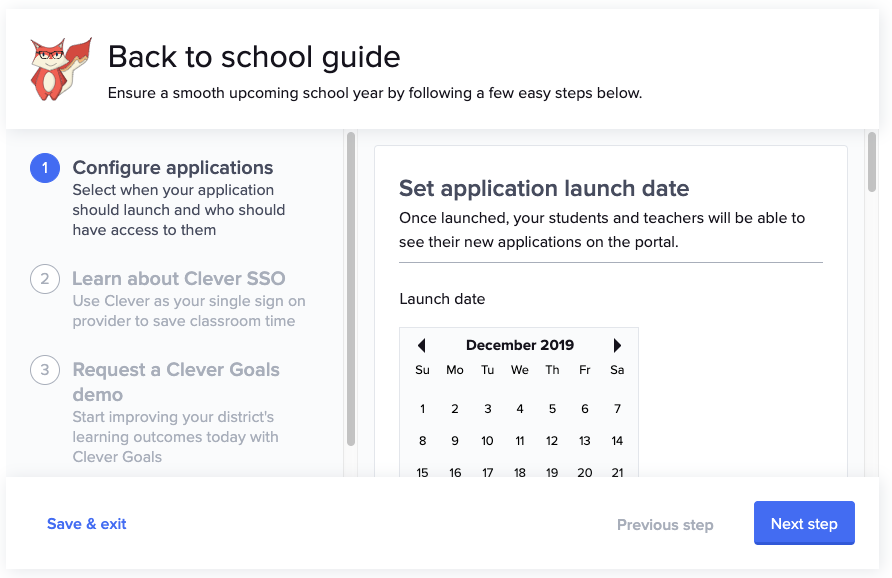 Back to school guide
Ensure a smooth upcoming school year by following a few easy steps below.
1
Configure applications
Select when your application
should launch and who should
have access to them
2
Learn about Clever SSO
Use Clever as your single sign on
provider to save classroom time
3
Request a Clever Goals
demo
Start improving your district's
learning outcomes today with
Clever Goals
Set application launch date
Once launched, your students and teachers will be able to
see their new applications on the portal.
Launch date
December 2019
Su Mo Tu We Th Fr Sa
1 2 3 4 5 6 7
8 9 10 11 12 13 14
15 16 17 18 19 20 21
Save & exit
Previous step
Next step